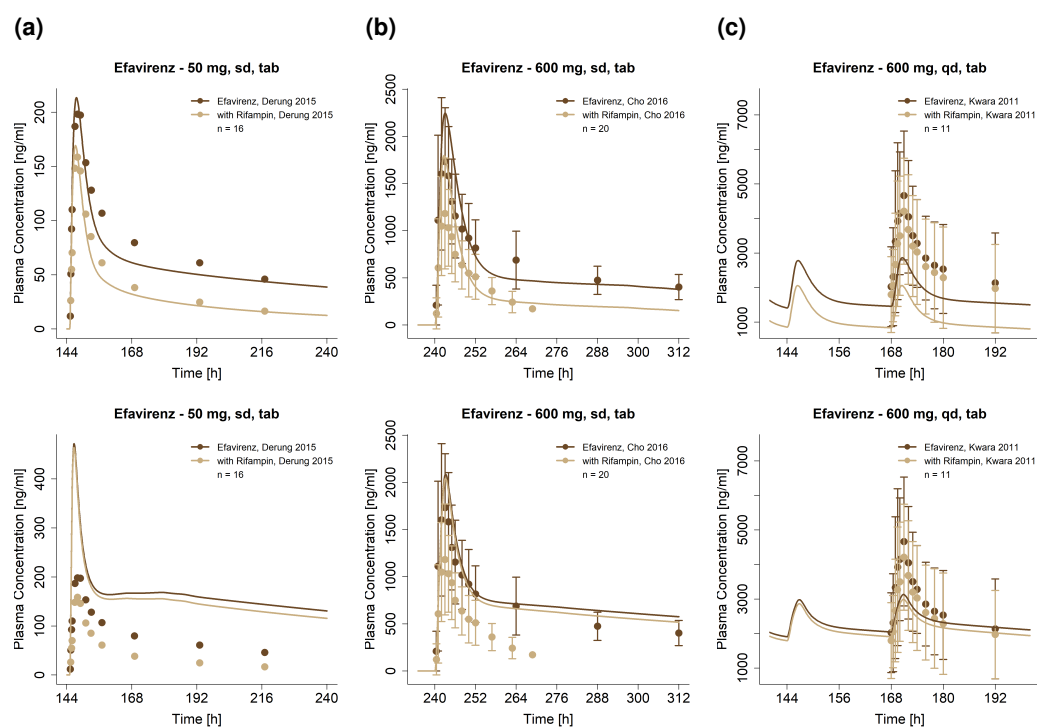 (a)
(b)
(c)
Efavirenz - 50 mg, sd, tab
Plasma Concentration [ng/ml]
200
150
100
50
0
Efavirenz, Derung 2015
with Rifampin, Derung 2015
n = 16
144 168 192 216 240
Time [h]
Efavirenz - 600 mg, sd, tab
Plasma Concentration [ng/ml]
2500
2000
1500
1000
500
0
Efavirenz, Cho 2016
with Rifampin, Cho 2016
n = 20
240 252 264 276 288 300 312
Time [h]
Efavirenz - 600 mg, qd, tab
Plasma Concentration [ng/ml]
7000
5000
3000
1000
Efavirenz, Kwara 2011
with Rifampin, Kwara 2011
n = 11
144 156 168 180 192
Time [h]
Efavirenz - 50 mg, sd, tab
Plasma Concentration [ng/ml]
400
300
200
100
0
Efavirenz, Derung 2015
with Rifampin, Derung 2015
n = 16
144 168 192 216 240
Time [h]
Efavirenz - 600 mg, sd, tab
Plasma Concentration [ng/ml]
2500
2000
1500
1000
500
0
Efavirenz, Cho 2016
with Rifampin, Cho 2016
n = 20
240 252 264 276 288 300 312
Time [h]
Efavirenz - 600 mg, qd, tab
Plasma Concentration [ng/ml]
7000
5000
3000
1000
Efavirenz, Kwara 2011
with Rifampin, Kwara 2011
n = 11
144 156 168 180 192
Time [h]